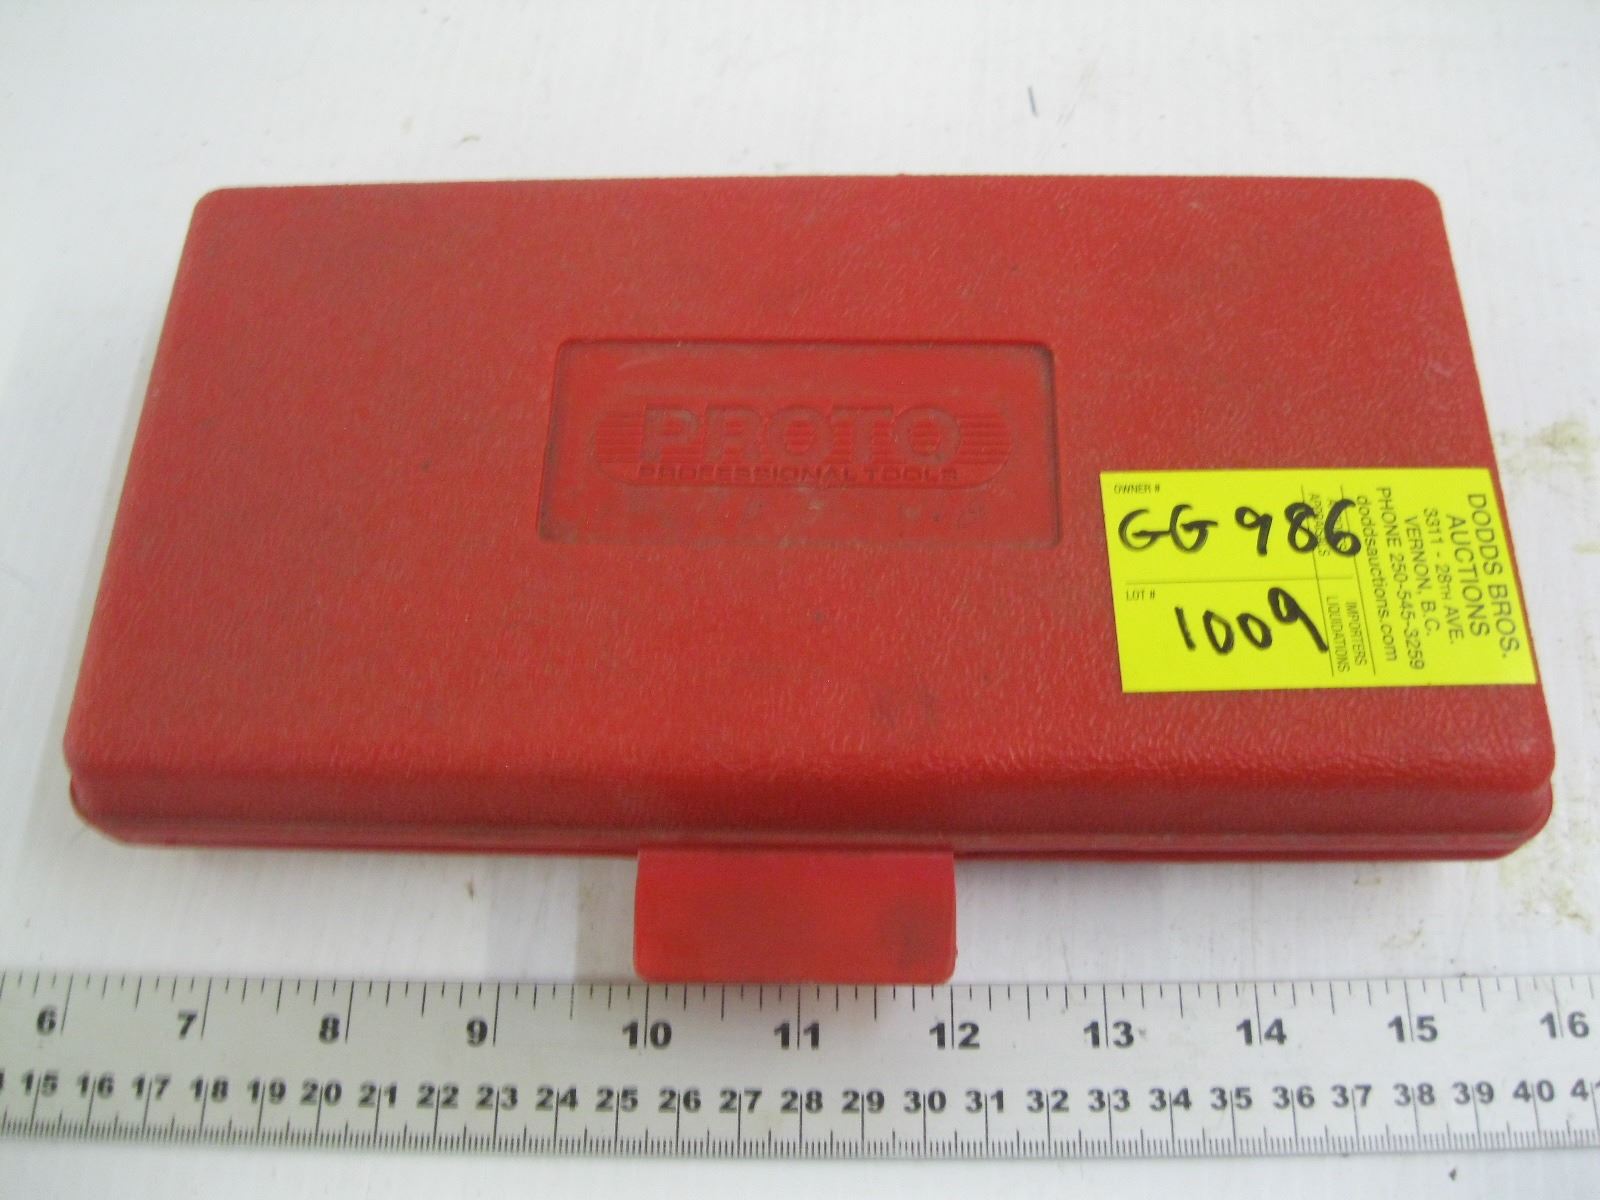 PROTO
PROFESSIONAL TOOLS
OWNER #
GG 986
LOT #
1009
DODDS BROS.
AUCTIONS
3311 - 28TH AVE.
VERNON, B.C.
PHONE 250-545-3259
doddsauctions.com
APPRAISALS
IMPORTERS
LIQUIDATIONS
6 7 8 9 10 11 12 13 14 15 16
15 16 17 18 19 20 21 22 23 24 25 26 27 28 29 30 31 32 33 34 35 36 37 38 39 40